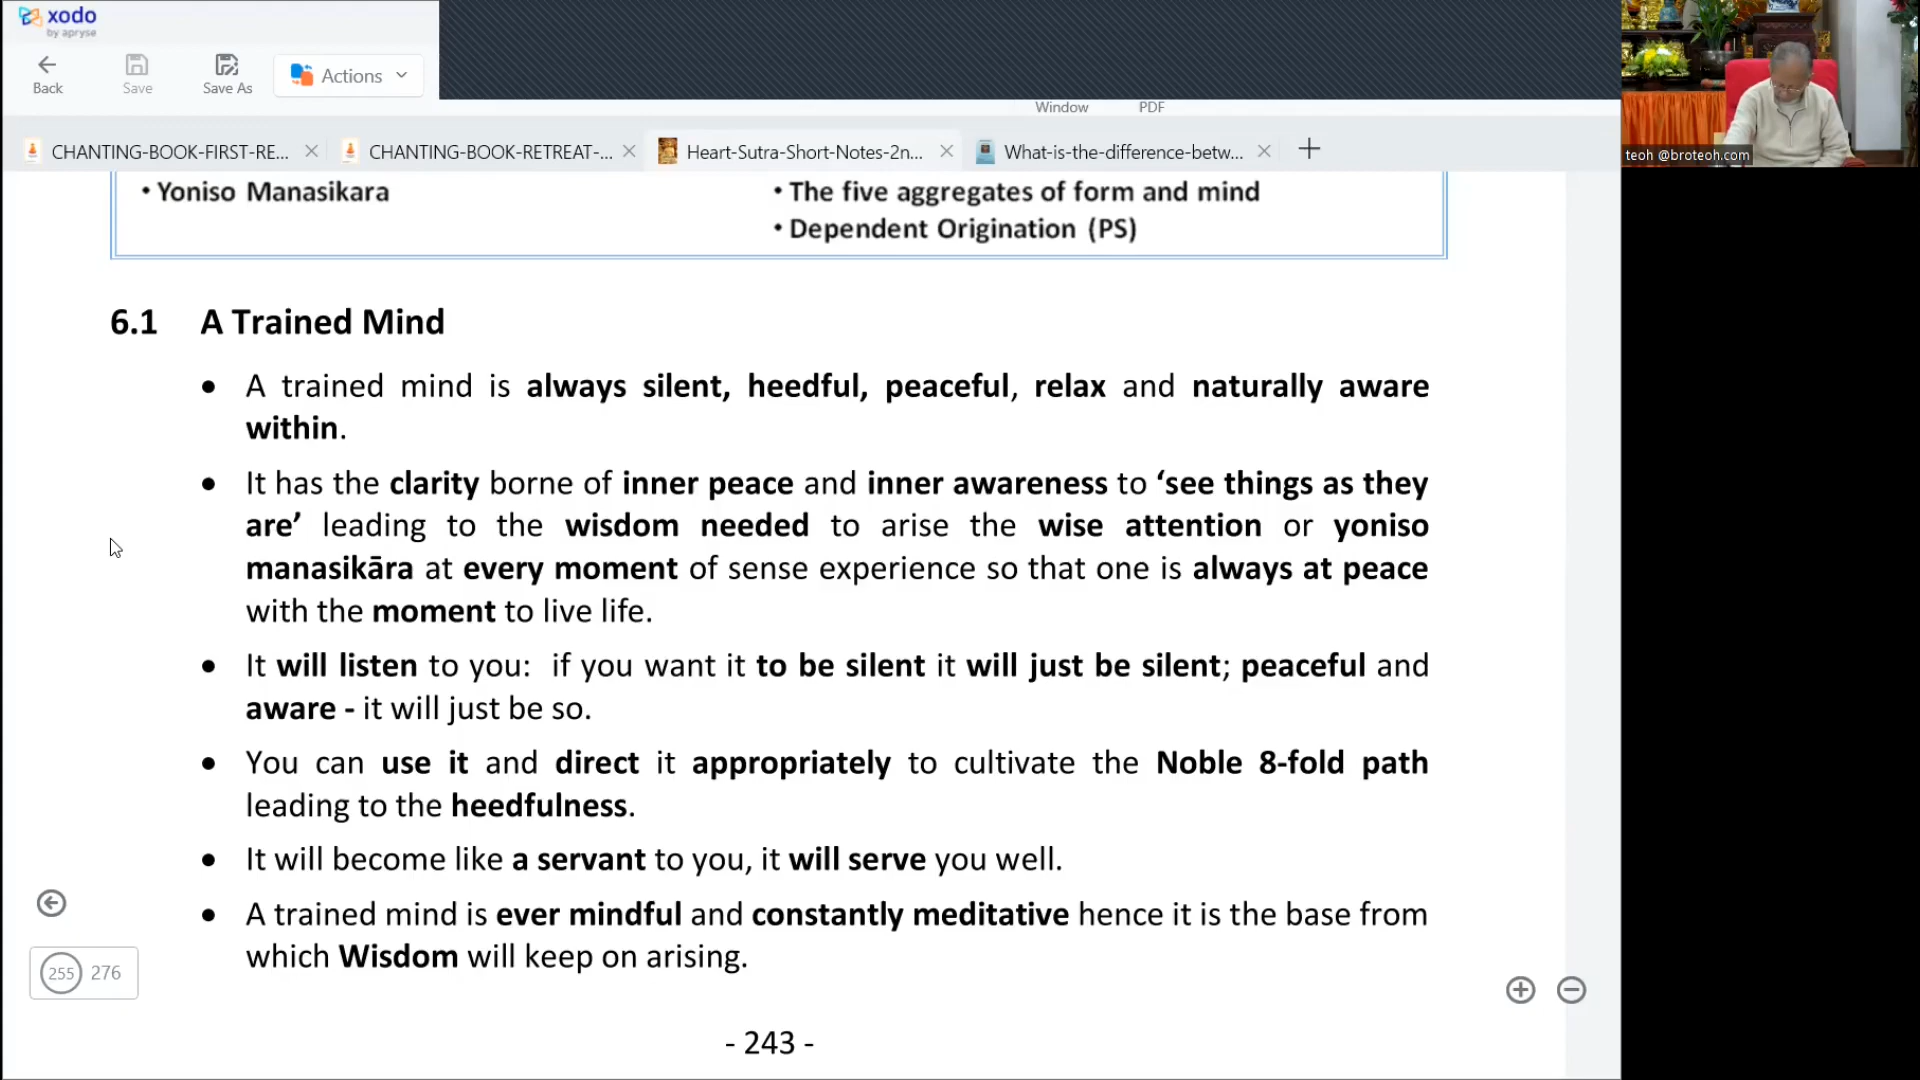 xodo
by apryse
Back
Save
Save As
Actions
Window
PDF
teoh @broteoh.com
CHANTING-BOOK-FIRST-RE...
CHANTING-BOOK-RETREAT-...
Heart-Sutra-Short-Notes-2n...
What-is-the-difference-betw...
• Yoniso Manasikara
• The five aggregates of form and mind
• Dependent Origination (PS)
6.1 A Trained Mind
• A trained mind is always silent, heedful, peaceful, relax and naturally aware
within.
• It has the clarity borne of inner peace and inner awareness to ‘see things as they
are’ leading to the wisdom needed to arise the wise attention or yoniso
manasikāra at every moment of sense experience so that one is always at peace
with the moment to live life.
• It will listen to you: if you want it to be silent it will just be silent; peaceful and
aware - it will just be so.
• You can use it and direct it appropriately to cultivate the Noble 8-fold path
leading to the heedfulness.
• It will become like a servant to you, it will serve you well.
• A trained mind is ever mindful and constantly meditative hence it is the base from
which Wisdom will keep on arising.
255 276
- 243 -